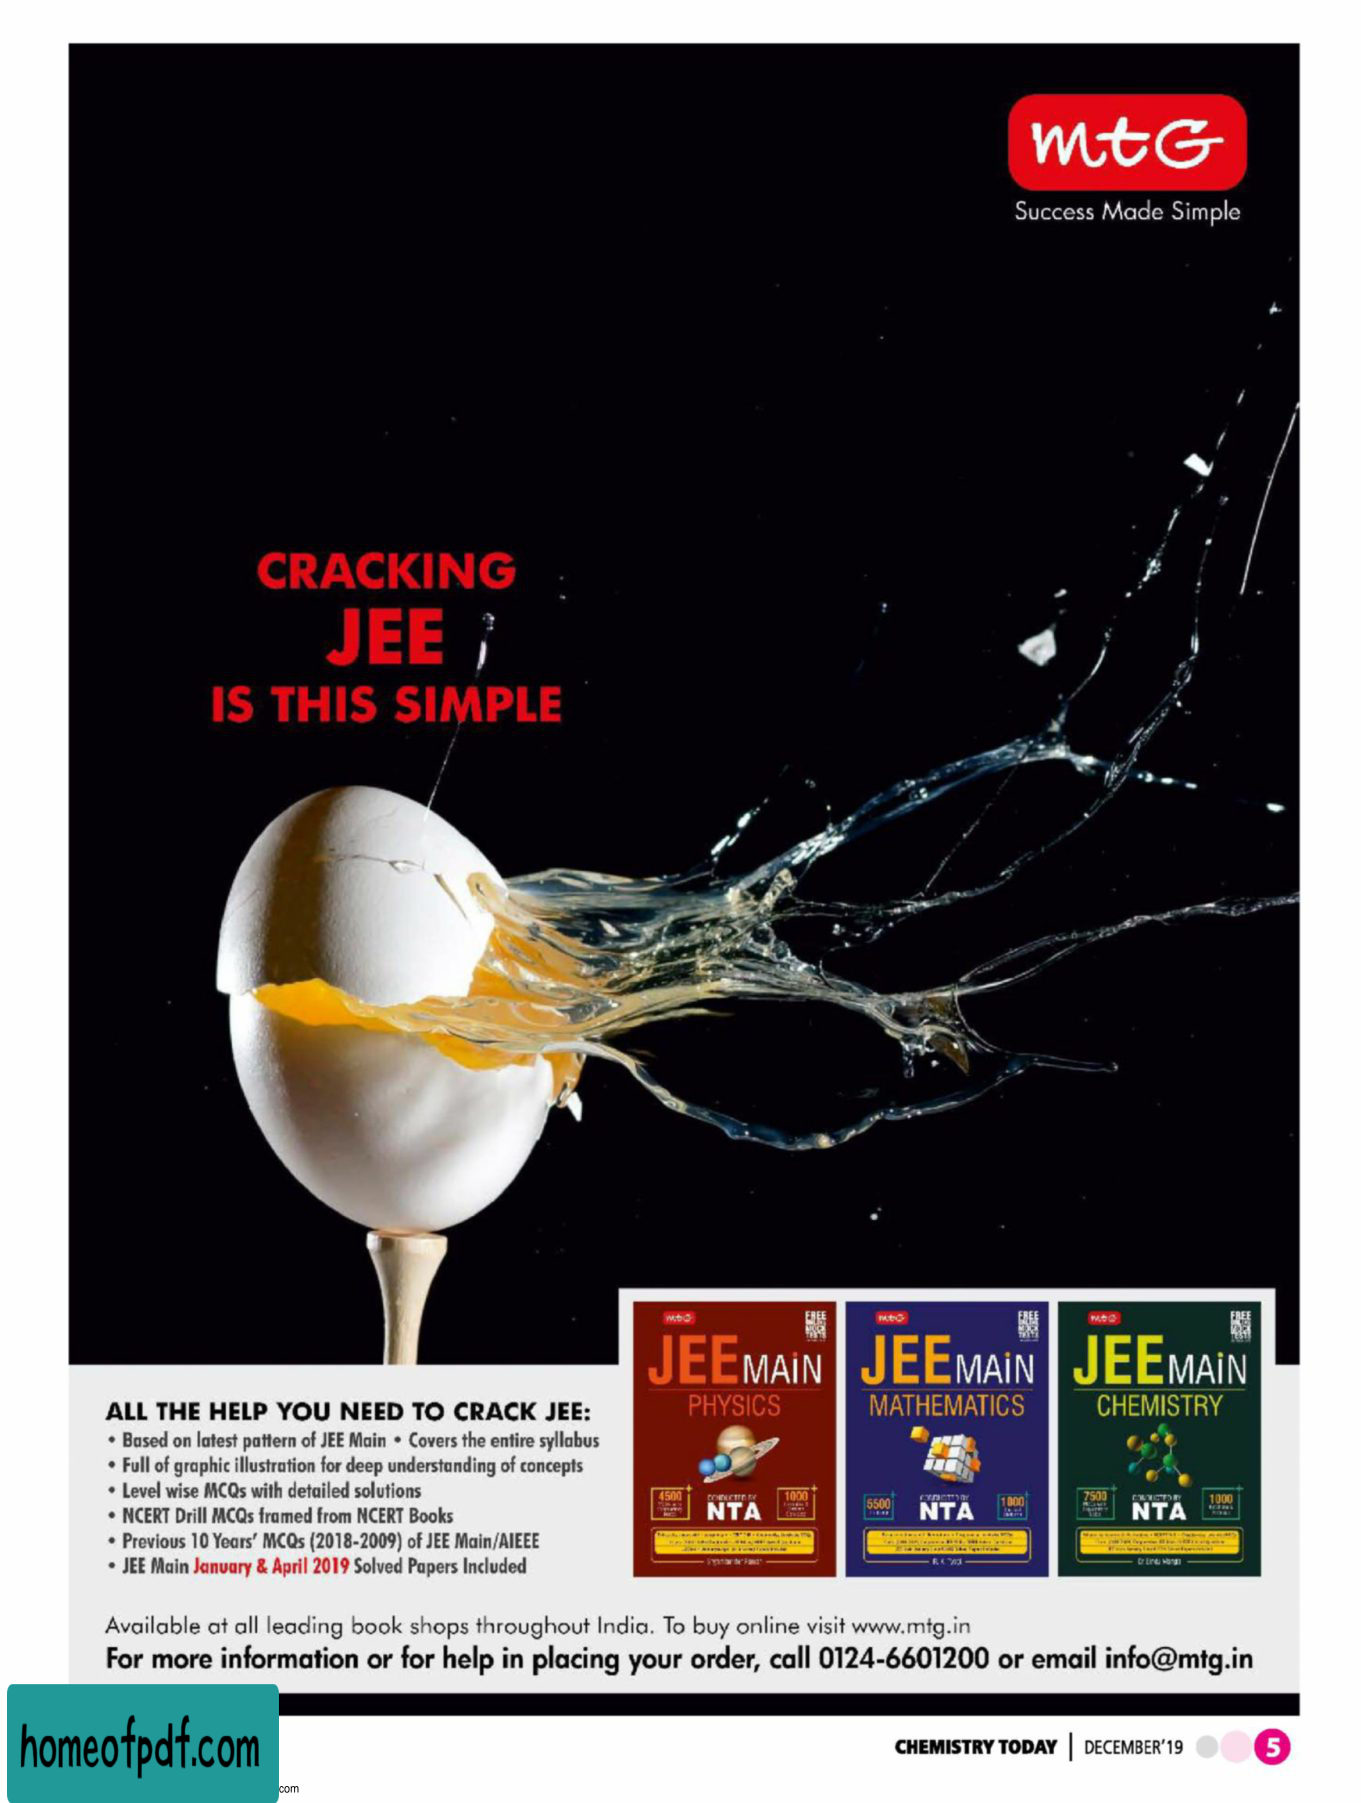 mtG
Success Made Simple
CRACKING
JEE
IS THIS SIMPLE
mtG
FREE
ONLINE
MOCK
TESTS
JEE MAiN
PHYSICS
4500+
1000+
CONDUCTED BY
NTA
mtG
FREE
ONLINE
MOCK
TESTS
JEE MAiN
MATHEMATICS
5500+
1000+
CONDUCTED BY
NTA
mtG
FREE
ONLINE
MOCK
TESTS
JEE MAiN
CHEMISTRY
7500+
1000+
CONDUCTED BY
NTA
ALL THE HELP YOU NEED TO CRACK JEE:
• Based on latest pattern of JEE Main • Covers the entire syllabus
• Full of graphic illustration for deep understanding of concepts
• Level wise MCQs with detailed solutions
• NCERT Drill MCQs framed from NCERT Books
• Previous 10 Years' MCQs (2018-2009) of JEE Main/AIEEE
• JEE Main January & April 2019 Solved Papers Included
Available at all leading book shops throughout India. To buy online visit www.mtg.in
For more information or for help in placing your order, call 0124-6601200 or email info@mtg.in
homeofpdf.com
.com
CHEMISTRY TODAY | DECEMBER'19 5